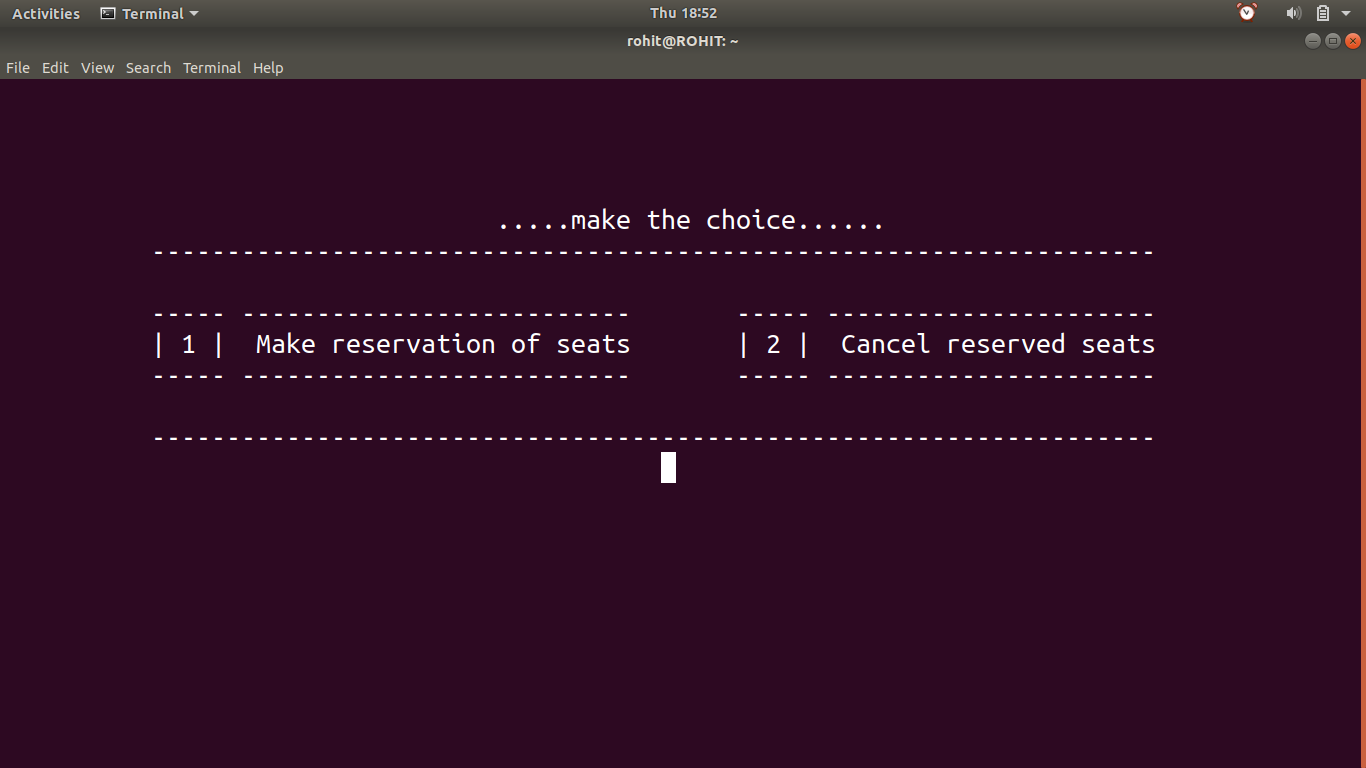 Activities Terminal Thu 18:52
rohit@ROHIT: ~
File Edit View Search Terminal Help
.....make the choice......
-------------------------------------------------------------------
----- -------------------------- ----- ----------------------
| 1 | Make reservation of seats | 2 | Cancel reserved seats
----- -------------------------- ----- ----------------------
-------------------------------------------------------------------